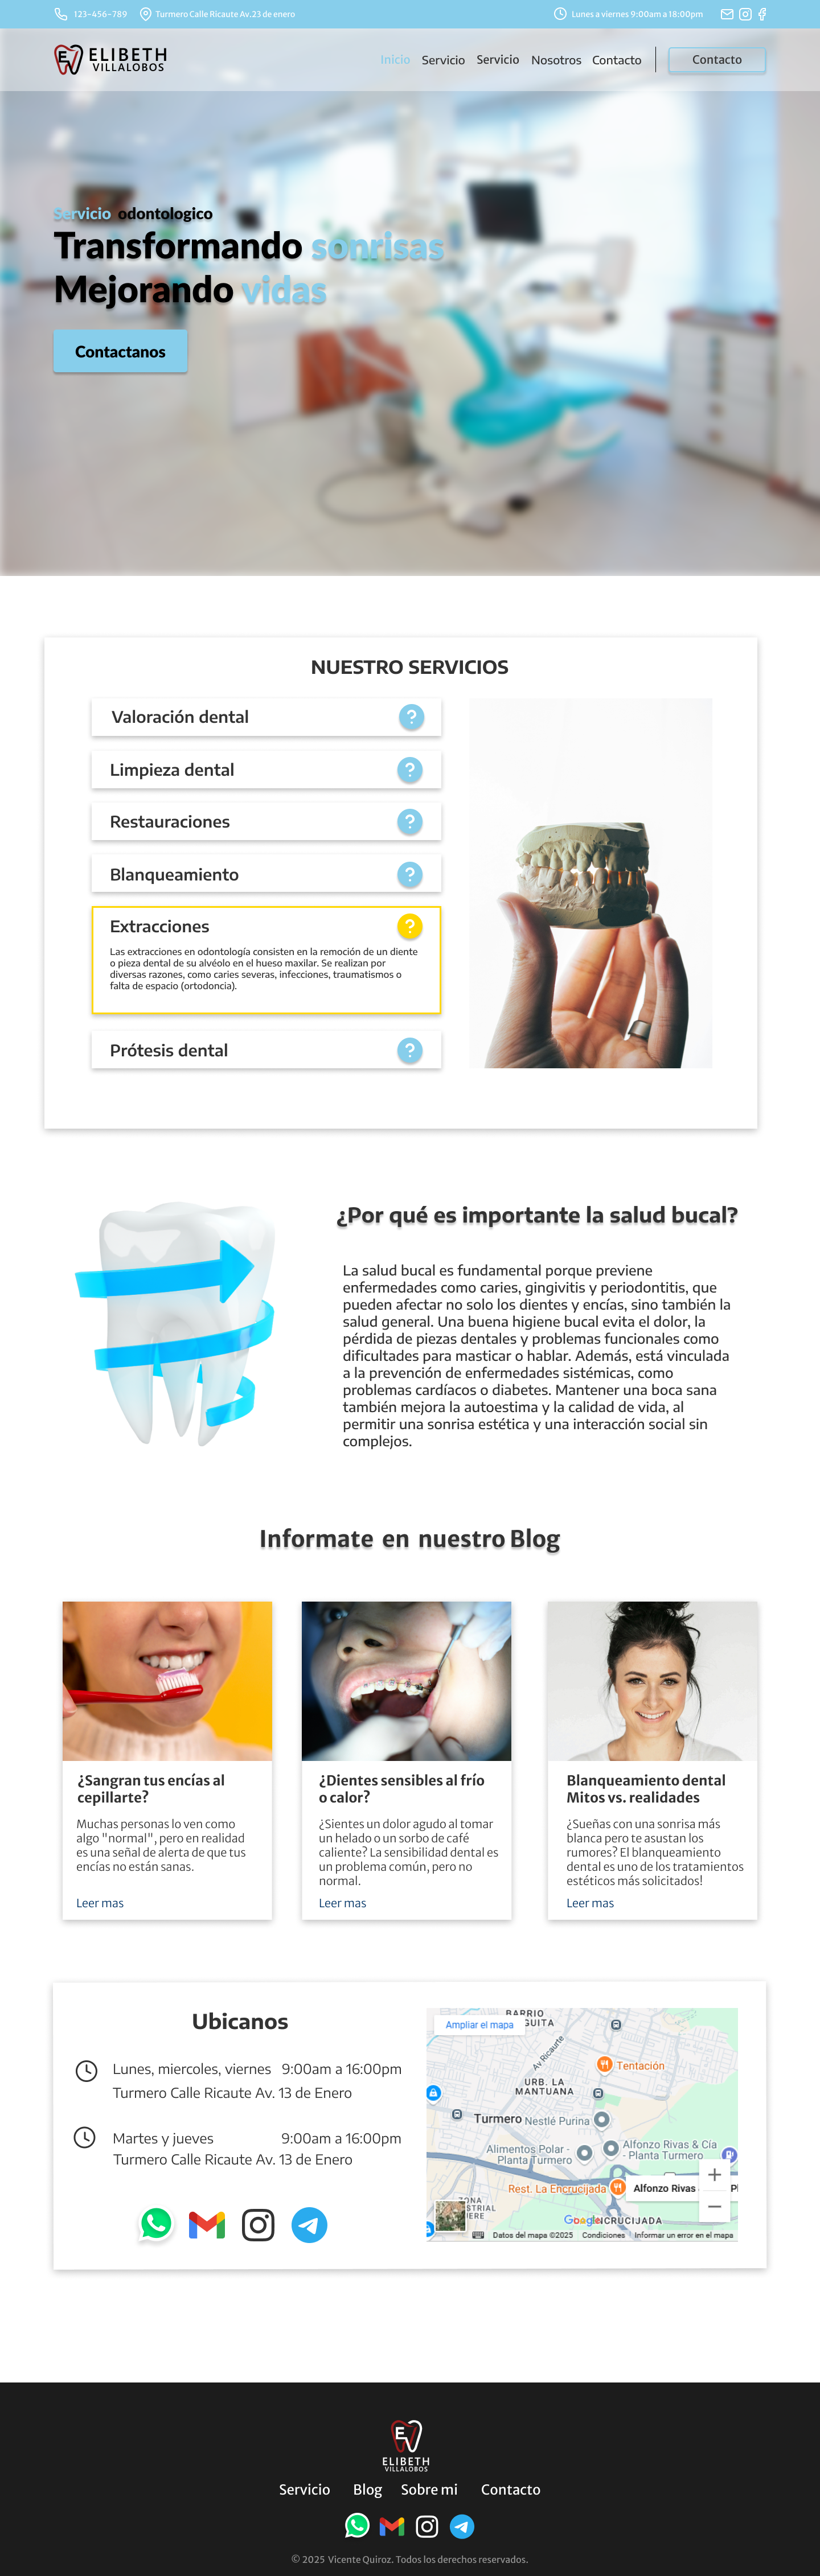 123-456-789
Turmero Calle Ricaute Av.23 de enero
Lunes a viernes 9:00am a 18:00pm
ELIBETH
VILLALOBOS
Inicio Servicio Servicio Nosotros Contacto
Contacto
Servicio odontologico
Transformando sonrisas
Mejorando vidas
Contactanos
NUESTRO SERVICIOS
Valoración dental ?
Limpieza dental ?
Restauraciones ?
Blanqueamiento ?
Extracciones ?
Las extracciones en odontología consisten en la remoción de un diente
o pieza dental de su alvéolo en el hueso maxilar. Se realizan por
diversas razones, como caries severas, infecciones, traumatismos o
falta de espacio (ortodoncia).
Prótesis dental ?
¿Por qué es importante la salud bucal?
La salud bucal es fundamental porque previene
enfermedades como caries, gingivitis y periodontitis, que
pueden afectar no solo los dientes y encías, sino también la
salud general. Una buena higiene bucal evita el dolor, la
pérdida de piezas dentales y problemas funcionales como
dificultades para masticar o hablar. Además, está vinculada
a la prevención de enfermedades sistémicas, como
problemas cardíacos o diabetes. Mantener una boca sana
también mejora la autoestima y la calidad de vida, al
permitir una sonrisa estética y una interacción social sin
complejos.
Informate en nuestro Blog
¿Sangran tus encías al
cepillarte?
Muchas personas lo ven como
algo "normal", pero en realidad
es una señal de alerta de que tus
encías no están sanas.
Leer mas
¿Dientes sensibles al frío
o calor?
¿Sientes un dolor agudo al tomar
un helado o un sorbo de café
caliente? La sensibilidad dental es
un problema común, pero no
normal.
Leer mas
Blanqueamiento dental
Mitos vs. realidades
¿Sueñas con una sonrisa más
blanca pero te asustan los
rumores? El blanqueamiento
dental es uno de los tratamientos
estéticos más solicitados!
Leer mas
Ubicanos
Lunes, miercoles, viernes 9:00am a 16:00pm
Turmero Calle Ricaute Av. 13 de Enero
Martes y jueves 9:00am a 16:00pm
Turmero Calle Ricaute Av. 13 de Enero
BARRIO
GUITA
Ampliar el mapa
Av Ricaurte
Tentación
URB. LA
MANTUANA
Turmero
Nestlé Purina
Alimentos Polar -
Planta Turmero
Alfonzo Rivas & Cía
- Planta Turmero
Rest. La Encrucijada
Alfonzo Rivas
ZONA
STRIAL
IERE
Google
ENCRUCIJADA
Datos del mapa ©2025 Condiciones Informar un error en el mapa
ELIBETH
VILLALOBOS
Servicio Blog Sobre mi Contacto
© 2025 Vicente Quiroz. Todos los derechos reservados.